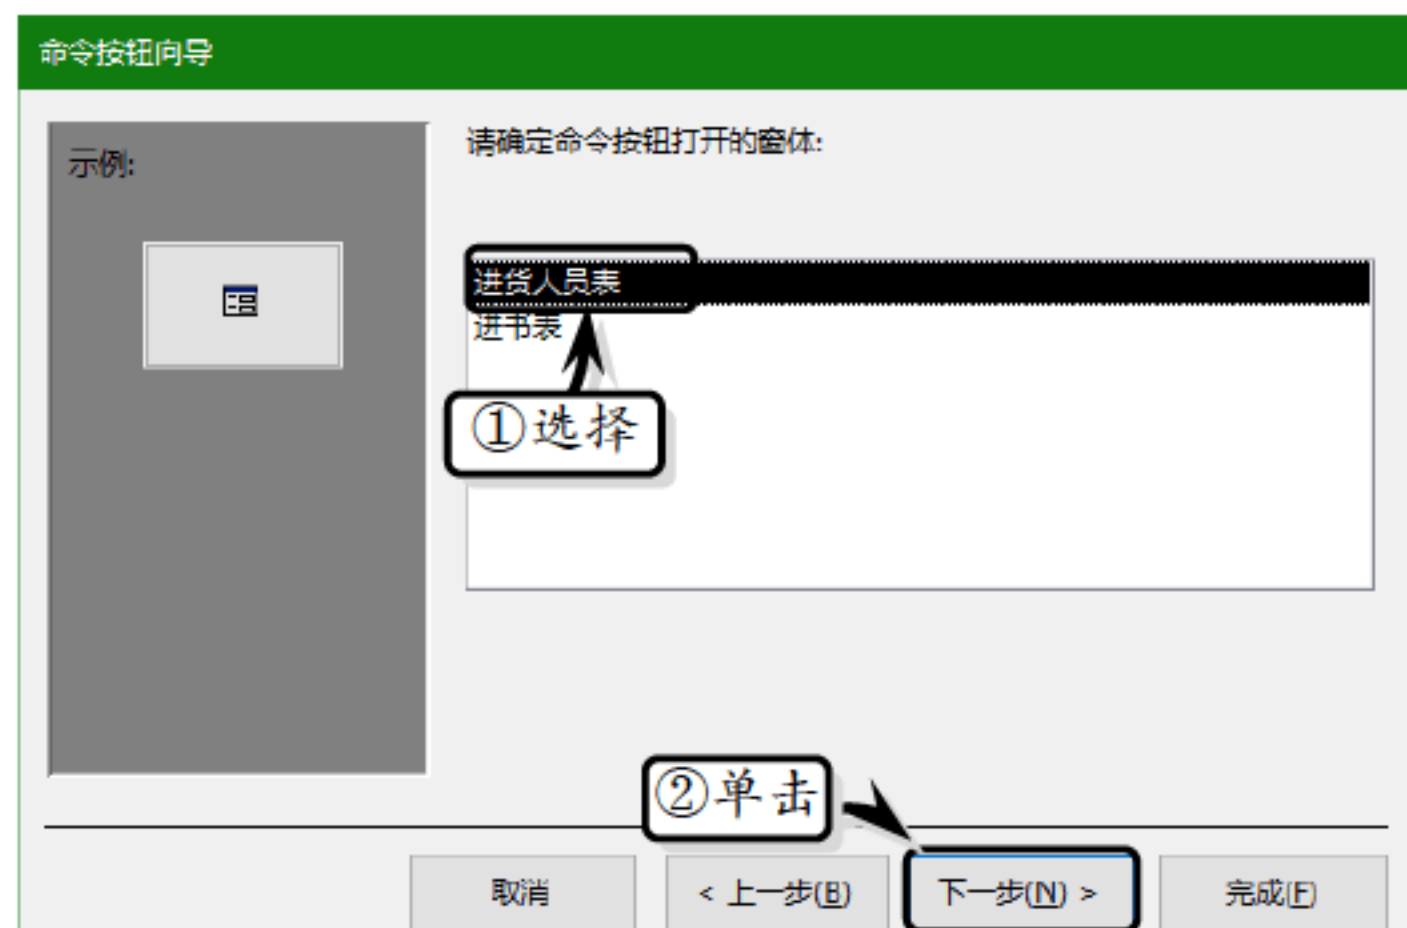 命令按钮向导
示例:
请确定命令按钮打开的窗体:
进货人员表
进书表
①选择
②单击
取消
< 上一步(B)
下一步(N) >
完成(F)